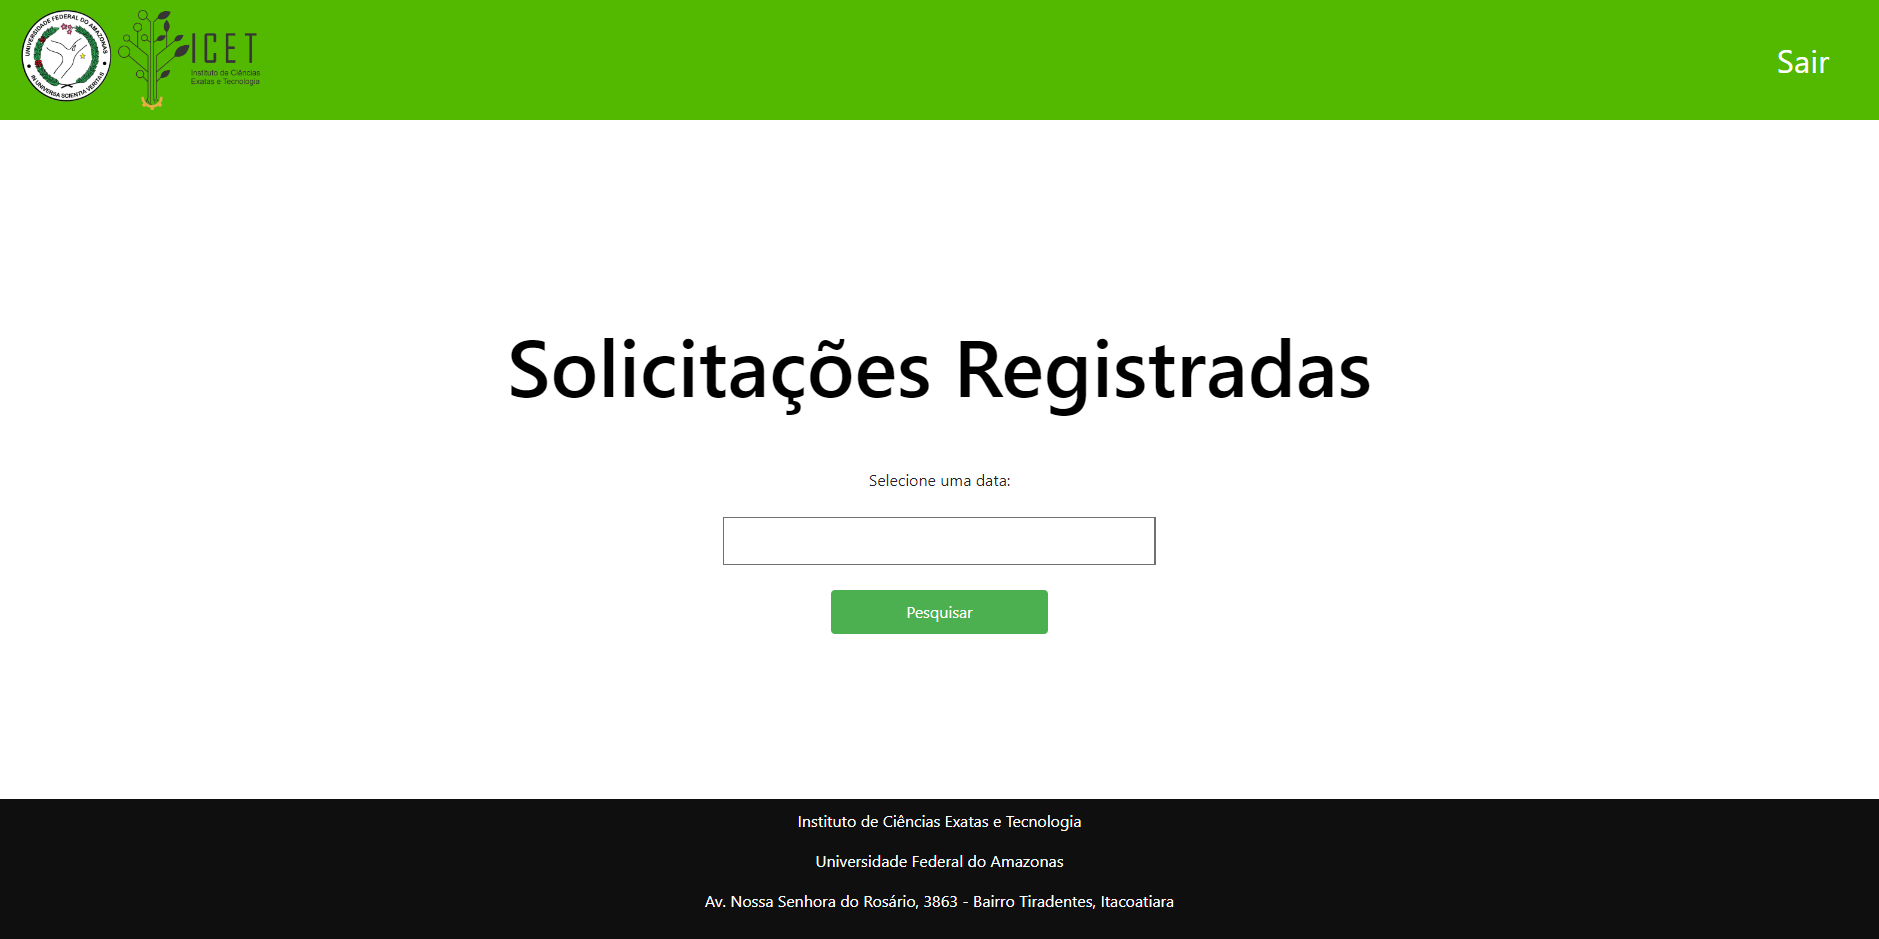 UNIVERSIDADE FEDERAL DO AMAZONAS
IN UNIVERSA SCIENTIA VERITAS
ICET
Instituto de Ciências
Exatas e Tecnologia
Sair
Solicitações Registradas
Selecione uma data:
Pesquisar
Instituto de Ciências Exatas e Tecnologia
Universidade Federal do Amazonas
Av. Nossa Senhora do Rosário, 3863 - Bairro Tiradentes, Itacoatiara